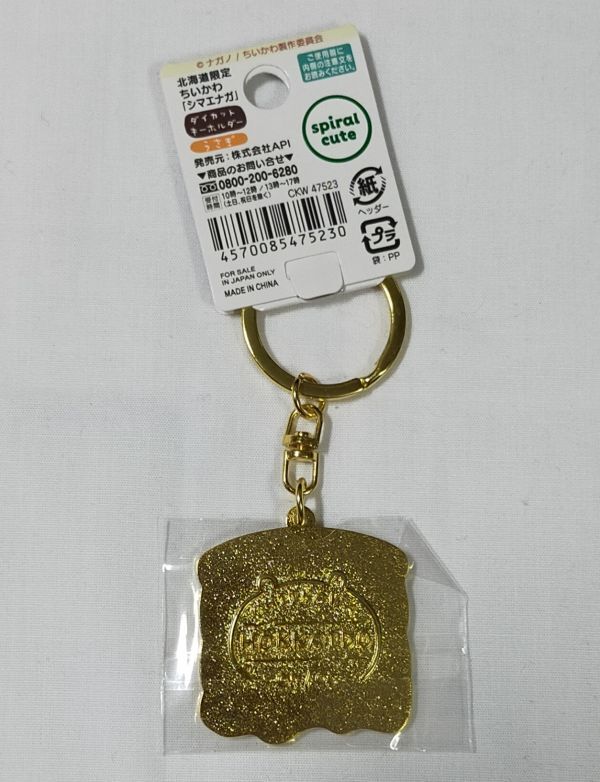 ©ナガノ / ちいかわ製作委員会
北海道限定
ちいかわ
「シマエナガ」
ダイカット
キーホルダー
うさぎ
発売元：株式会社API
▼商品のお問い合せ▼
0800-200-6280
受付時間 10時～12時 / 13時～17時
(土日、祝日を除く)
CKW 47523
4570085475230
FOR SALE
IN JAPAN ONLY
MADE IN CHINA
ご使用前に
内側の注意文を
お読みください。
spiral
cute
紙
ヘッダー
プラ
袋：PP